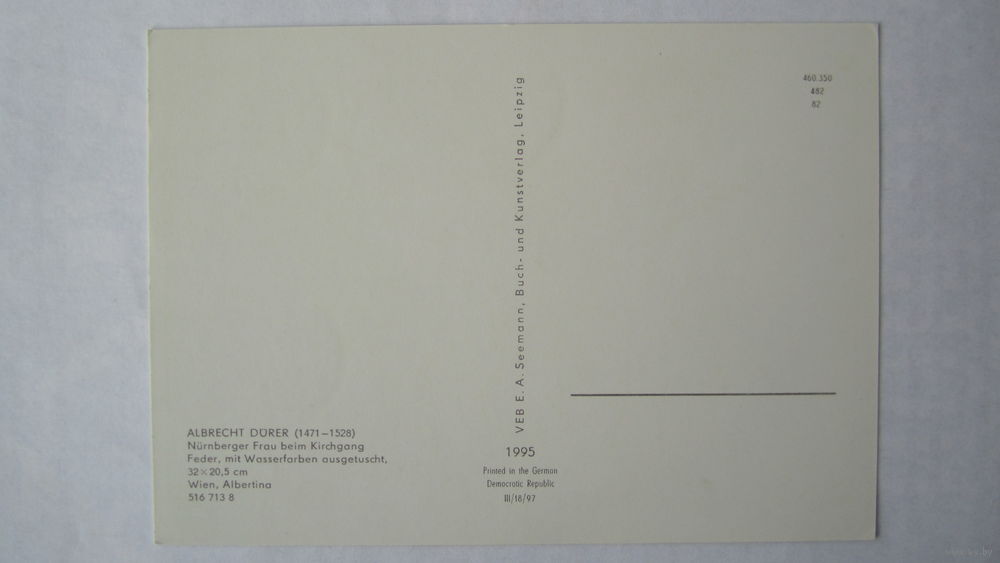 ALBRECHT DÜRER (1471–1528)
Nürnberger Frau beim Kirchgang
Feder, mit Wasserfarben ausgetuscht,
32×20,5 cm
Wien, Albertina
516 713 8
VEB E. A. Seemann, Buch- und Kunstverlag, Leipzig
1995
Printed in the German
Democratic Republic
III/18/97
460 350
482
82